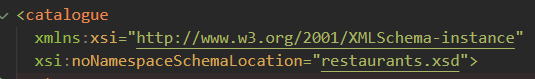 <catalogue
xmlns:xsi="http://www.w3.org/2001/XMLSchema-instance"
xsi:noNamespaceSchemaLocation="restaurants.xsd">